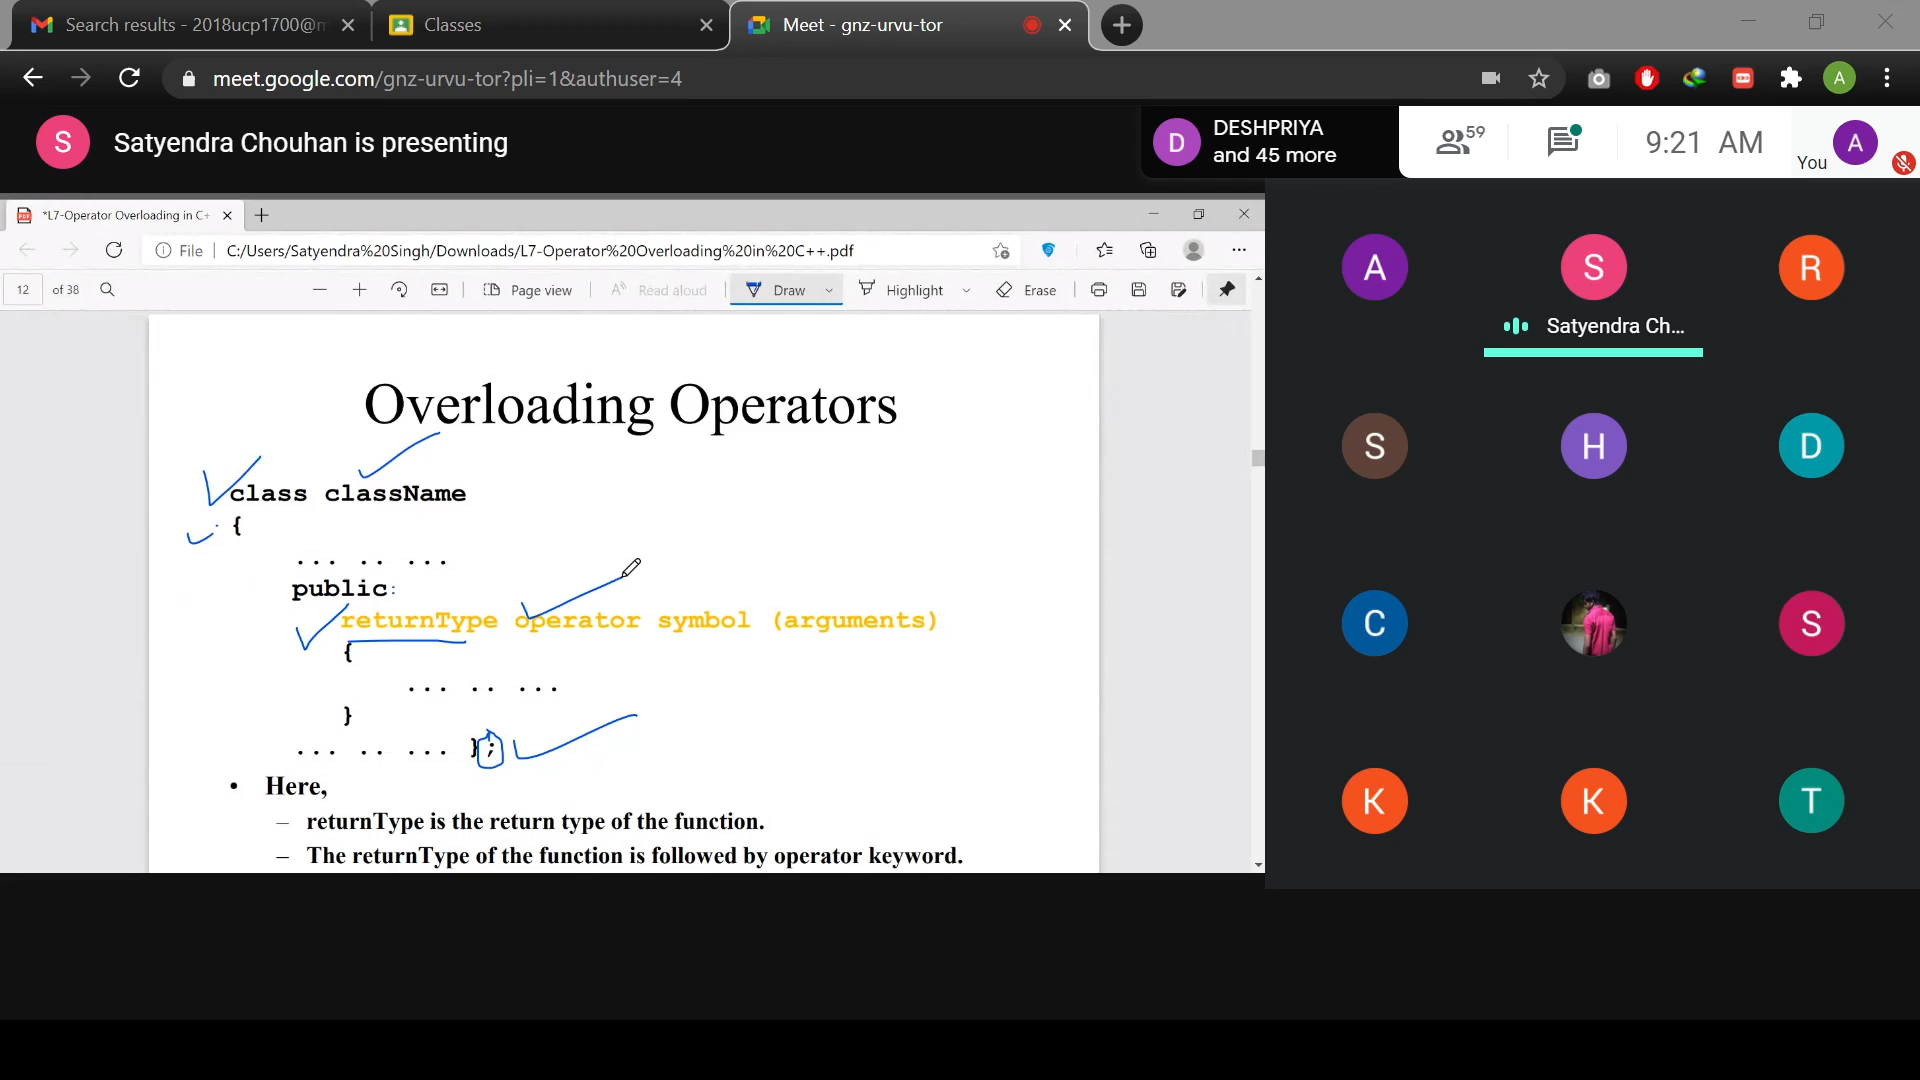 Search results - 2018ucp1700@m
Classes
Meet - gnz-urvu-tor
meet.google.com/gnz-urvu-tor?pli=1&authuser=4
A
S
Satyendra Chouhan is presenting
D
DESHPRIYA
and 45 more
59
9:21 AM
You
A
*L7-Operator Overloading in C+
File
C:/Users/Satyendra%20Singh/Downloads/L7-Operator%20Overloading%20in%20C++.pdf
12 of 38
Page view
Read aloud
Draw
Highlight
Erase
Overloading Operators
class className
{
... .. ...
public:
returnType operator symbol (arguments)
{
... .. ...
}
... .. ... };
• Here,
– returnType is the return type of the function.
– The returnType of the function is followed by operator keyword.
A
S
R
Satyendra Ch...
S
H
D
C
S
K
K
T